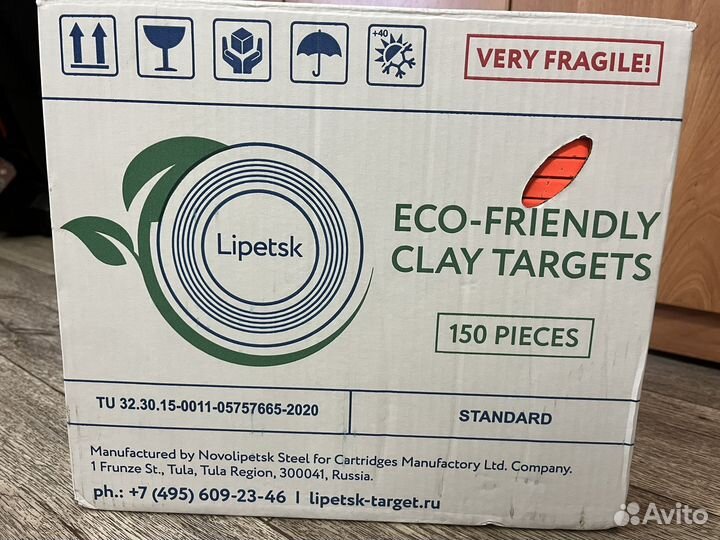 +40
VERY FRAGILE!
Lipetsk
ECO-FRIENDLY
CLAY TARGETS
150 PIECES
TU 32.30.15-0011-05757665-2020
STANDARD
Manufactured by Novolipetsk Steel for Cartridges Manufactory Ltd. Company.
1 Frunze St., Tula, Tula Region, 300041, Russia.
ph.: +7 (495) 609-23-46 | lipetsk-target.ru
Avito